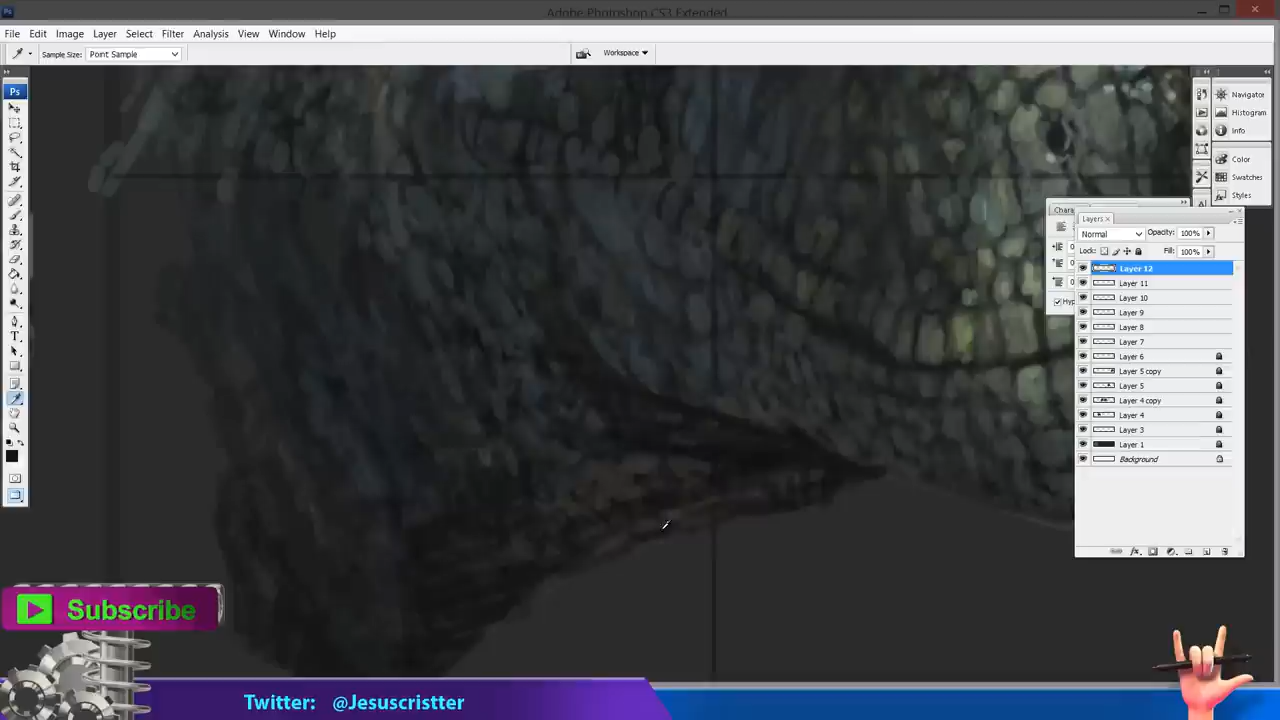 Adobe Photoshop CS3 Extended
File Edit Image Layer Select Filter Analysis View Window Help
Sample Size: Point Sample Workspace
Ps
Navigator
Histogram
Info
Color
Swatches
Styles
Layers
Normal Opacity: 100%
Lock: Fill: 100%
Layer 12
Layer 11
Layer 10
Layer 9
Layer 8
Layer 7
Layer 6
Layer 5 copy
Layer 5
Layer 4 copy
Layer 4
Layer 3
Layer 1
Background
Subscribe
Twitter: @Jesuscristter